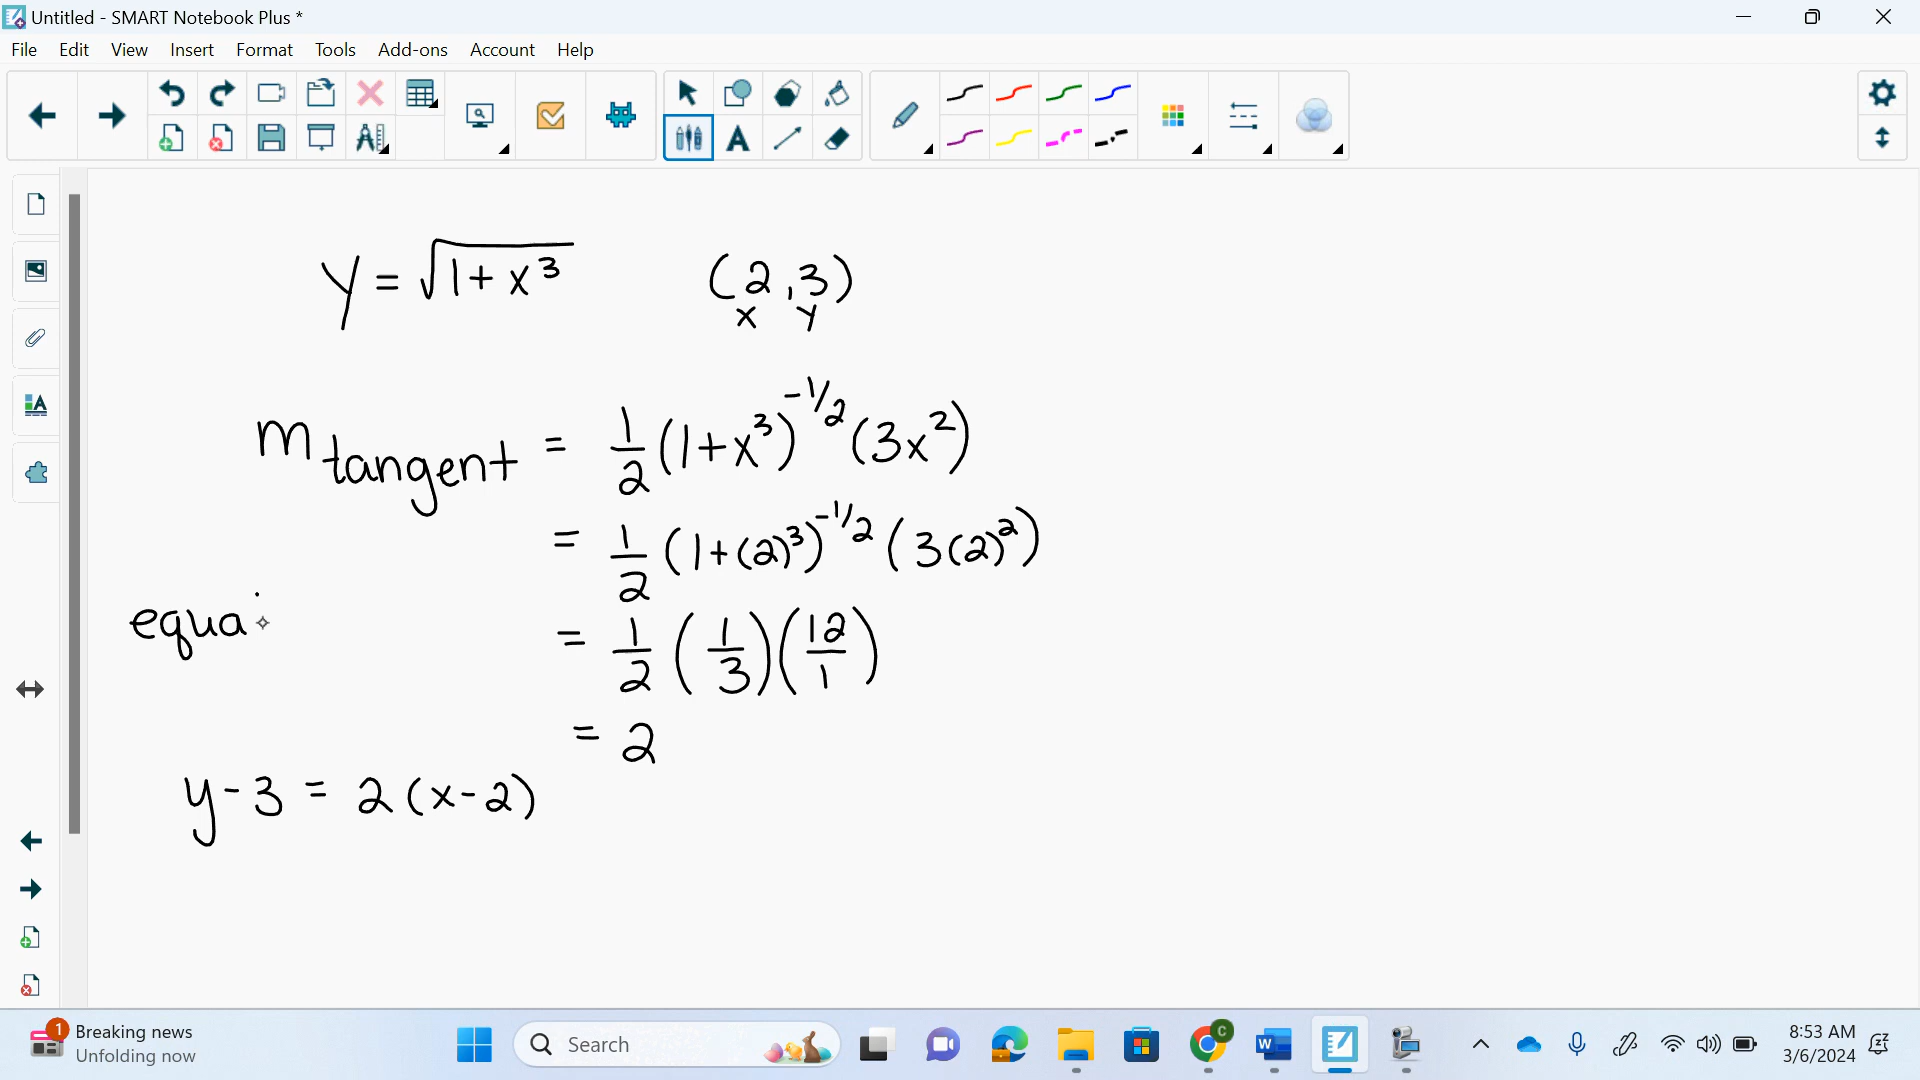 Untitled - SMART Notebook Plus *
File Edit View Insert Format Tools Add-ons Account Help
y = √1+x³ (2,3)
x y
m tangent = 1/2 (1+x³)^-1/2 (3x²)
= 1/2 (1+(2)³)^-1/2 (3(2)²)
equa
= 1/2 (1/3)(12/1)
= 2
y-3 = 2(x-2)
1 Breaking news
Unfolding now
Search
C
W
8:53 AM
3/6/2024